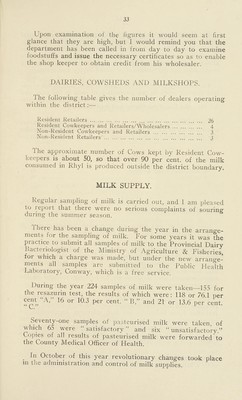 33
Upon examination of the figures it would seem at first
glance that they are high, but I would remind you that the
department has been called in from day to day to examine
foodstuffs and issue the necessary certificates so as to enable
the shop keeper to obtain credit from his wholesaler.
DAIRIES, COWSHEDS AND MILKSHOPS.
The following table gives the number of dealers operating
within the district:—
Resident Retailers 26
Resident Cowkeepers and Retailers/Wholesalers 4
Non-Resident Cowkeepers and Retailers
Non-Resident Retailers
The approximate number of Cows kept by Resident Cow-
keepers is about 50, so that over 90 per cent. of the milk
consumed in Rhyl is produced outside the district boundary.
MILK SUPPLY.
Regular sampling of milk is carried out, and I am pleased
to report that there were no serious complaints of souring
during the summer season.
There has been a change during the year in the arrange-
ments for the sampling of milk. For some years it was the
practice to submit all samples of milk to the Provincial Dairy
Bacteriologist of the Ministry of Agriculture & Fisheries,
for which a charge was made, but under the new arrange-
ments all samples are submitted to the Public Health
Laboratory, Conway, which is a free service.
During the year 224 samples of milk were taken—155 for
the resazurin test, the results of which were: 118 or 76.1 per
cent "A," 16 or 10.3 per cent. "B," and 21 or 13.6 per cent.
"C."
Seventy-one samples of pasteurised milk were taken, of
which 65 were "satisfactory" and six "unsatisfactory."
Copies of all results of pasteurised milk were forwarded to
the County Medical Officer of Health.
In October of this year revolutionary changes took place
in the administration and control of milk supplies.